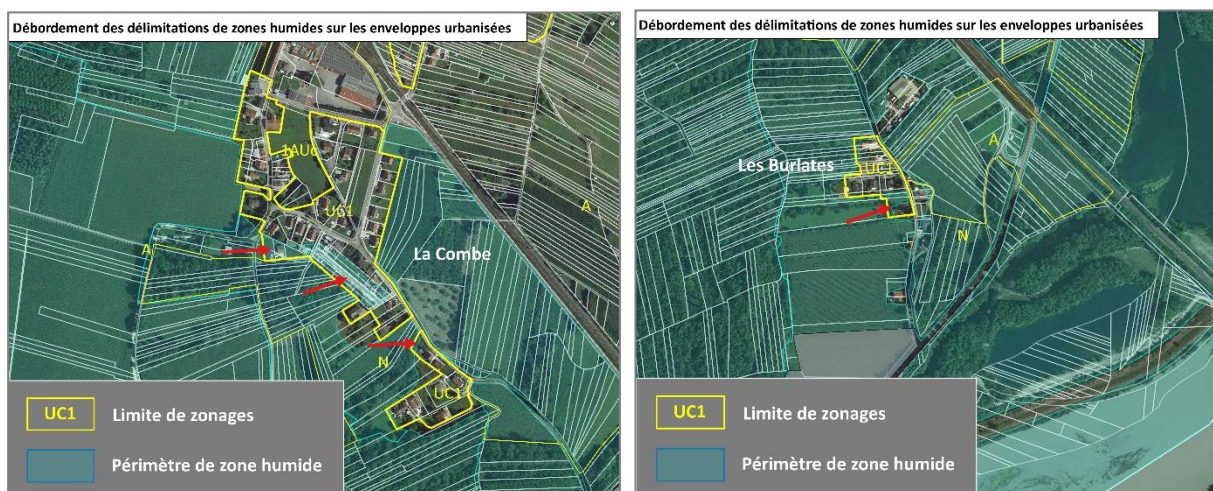 Débordement des délimitations de zones humides sur les enveloppes urbanisées
1AUc
UC1
A
A
La Combe
N
UC1
UC1
Limite de zonages
Périmètre de zone humide
Débordement des délimitations de zones humides sur les enveloppes urbanisées
A
Les Burlates
UC1
N
UC1
Limite de zonages
Périmètre de zone humide